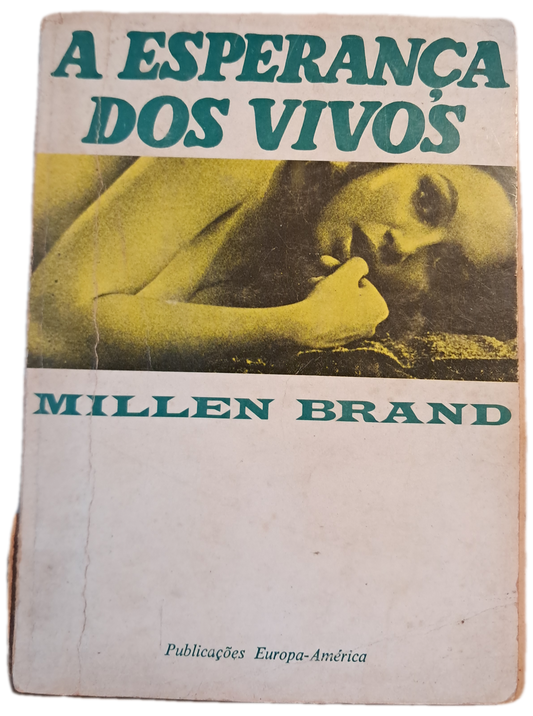 A ESPERANÇA
DOS VIVOS
MILLEN BRAND
Publicações Europa-América